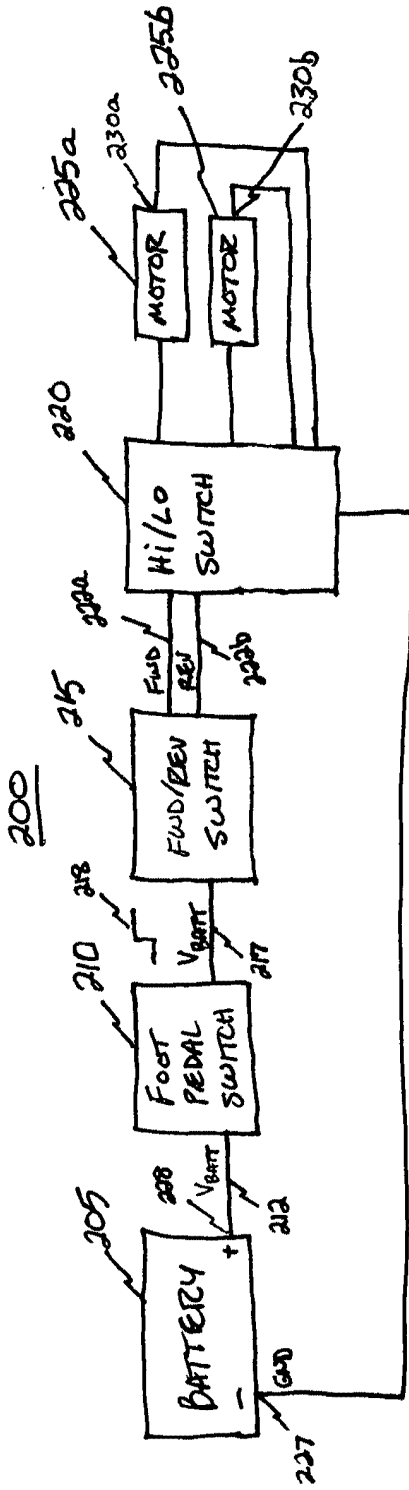 200
205
BATTERY
−
+
GND
227
228
VBATT
212
210
FOOT
PEDAL
SWITCH
218
VBATT
217
215
FWD/REV
SWITCH
222a
FWD
REV
222b
220
Hi/Lo
SWITCH
225a
MOTOR
230a
225b
MOTOR
230b